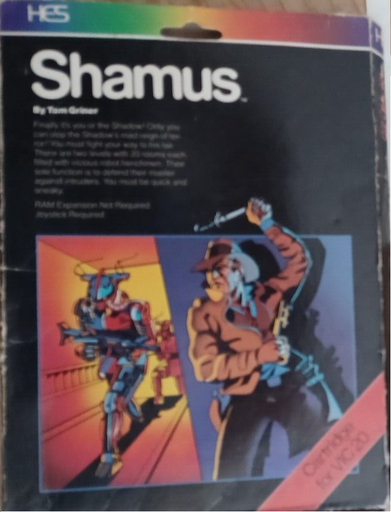 HES
Shamus™
By Tom Griner
Finally it's you or the Shadow! Only you
can stop the Shadow's mad reign of ter-
ror! You must fight your way to his lair.
There are two levels with 20 rooms each,
filled with vicious robot henchmen. Their
sole function is to defend their master
against intruders. You must be quick and
sneaky.
RAM Expansion Not Required
Joystick Required
Cartridge
for VIC 20